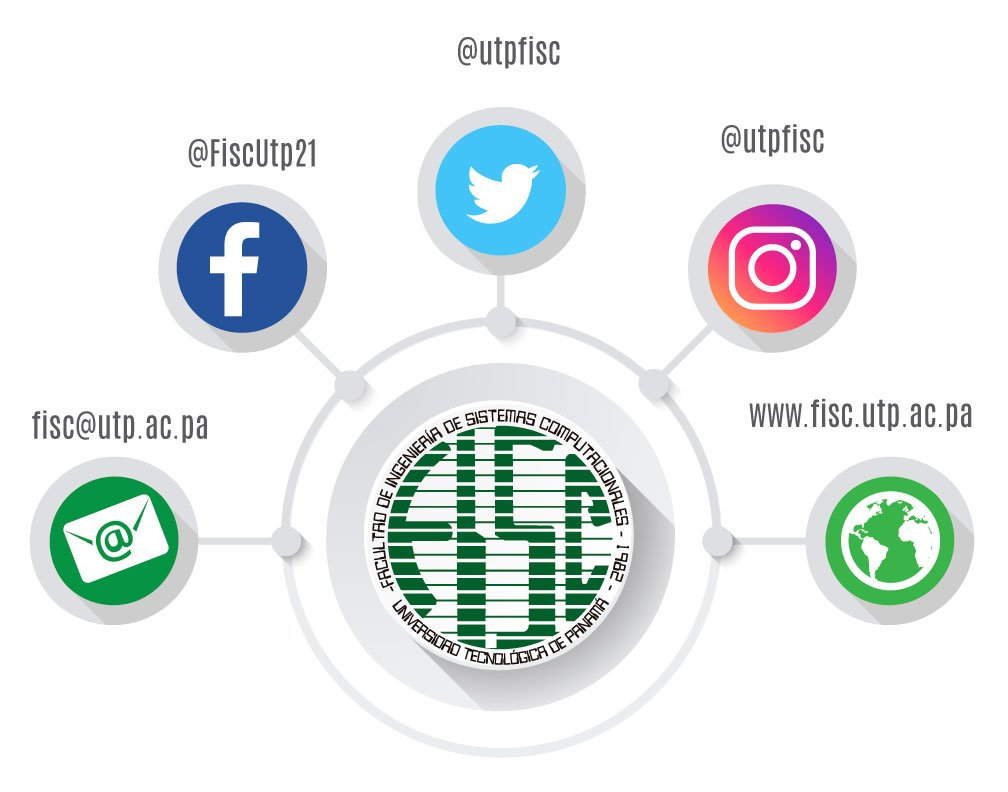 @utpfisc
@FiscUtp21
@utpfisc
fisc@utp.ac.pa
www.fisc.utp.ac.pa
FACULTAD DE INGENIERÍA DE SISTEMAS COMPUTACIONALES - 1982 -
UNIVERSIDAD TECNOLÓGICA DE PANAMÁ -
FISC